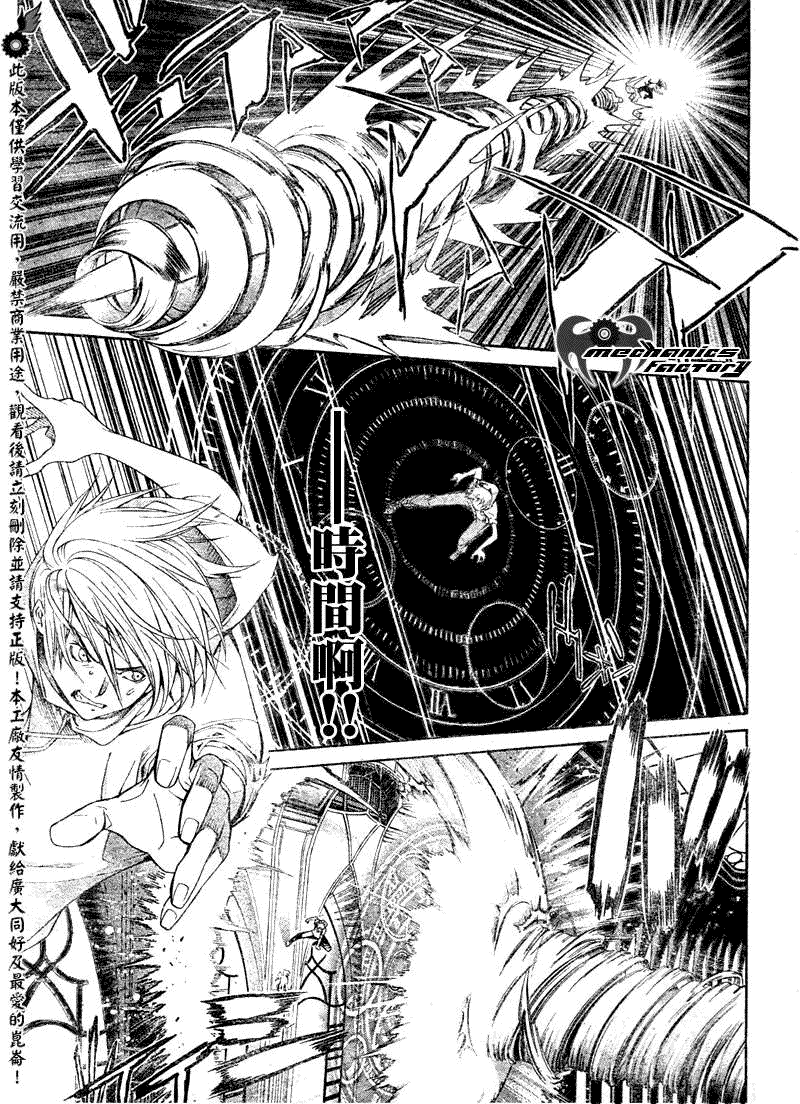 mechanics
factory
——時間啊!!
此版本僅供學習交流用，嚴禁商業用途，觀看後請立刻刪除並請支持正版！本工廠友情製作，獻給廣大同好及最愛的崑崙！